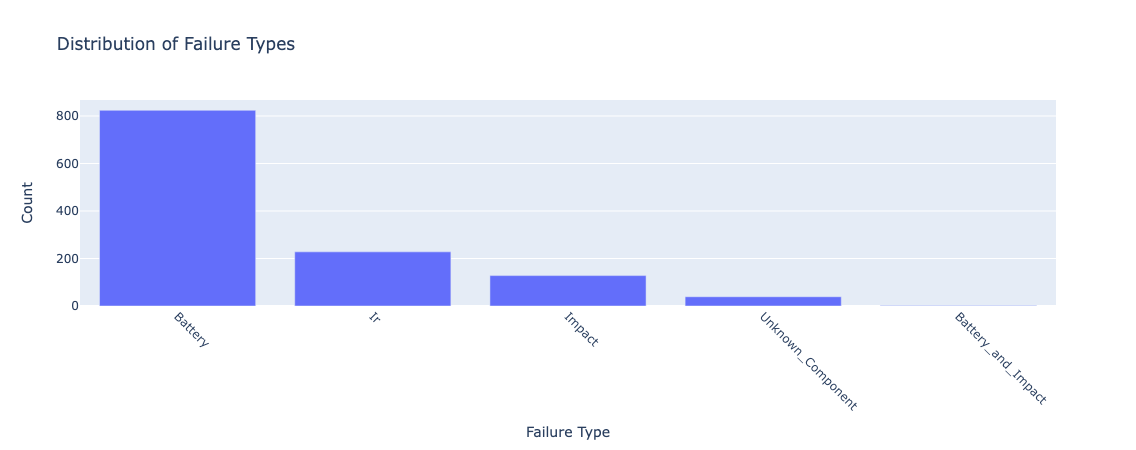 Distribution of Failure Types
Count
800
600
400
200
0
Battery
Ir
Impact
Unknown_Component
Battery_and_Impact
Failure Type